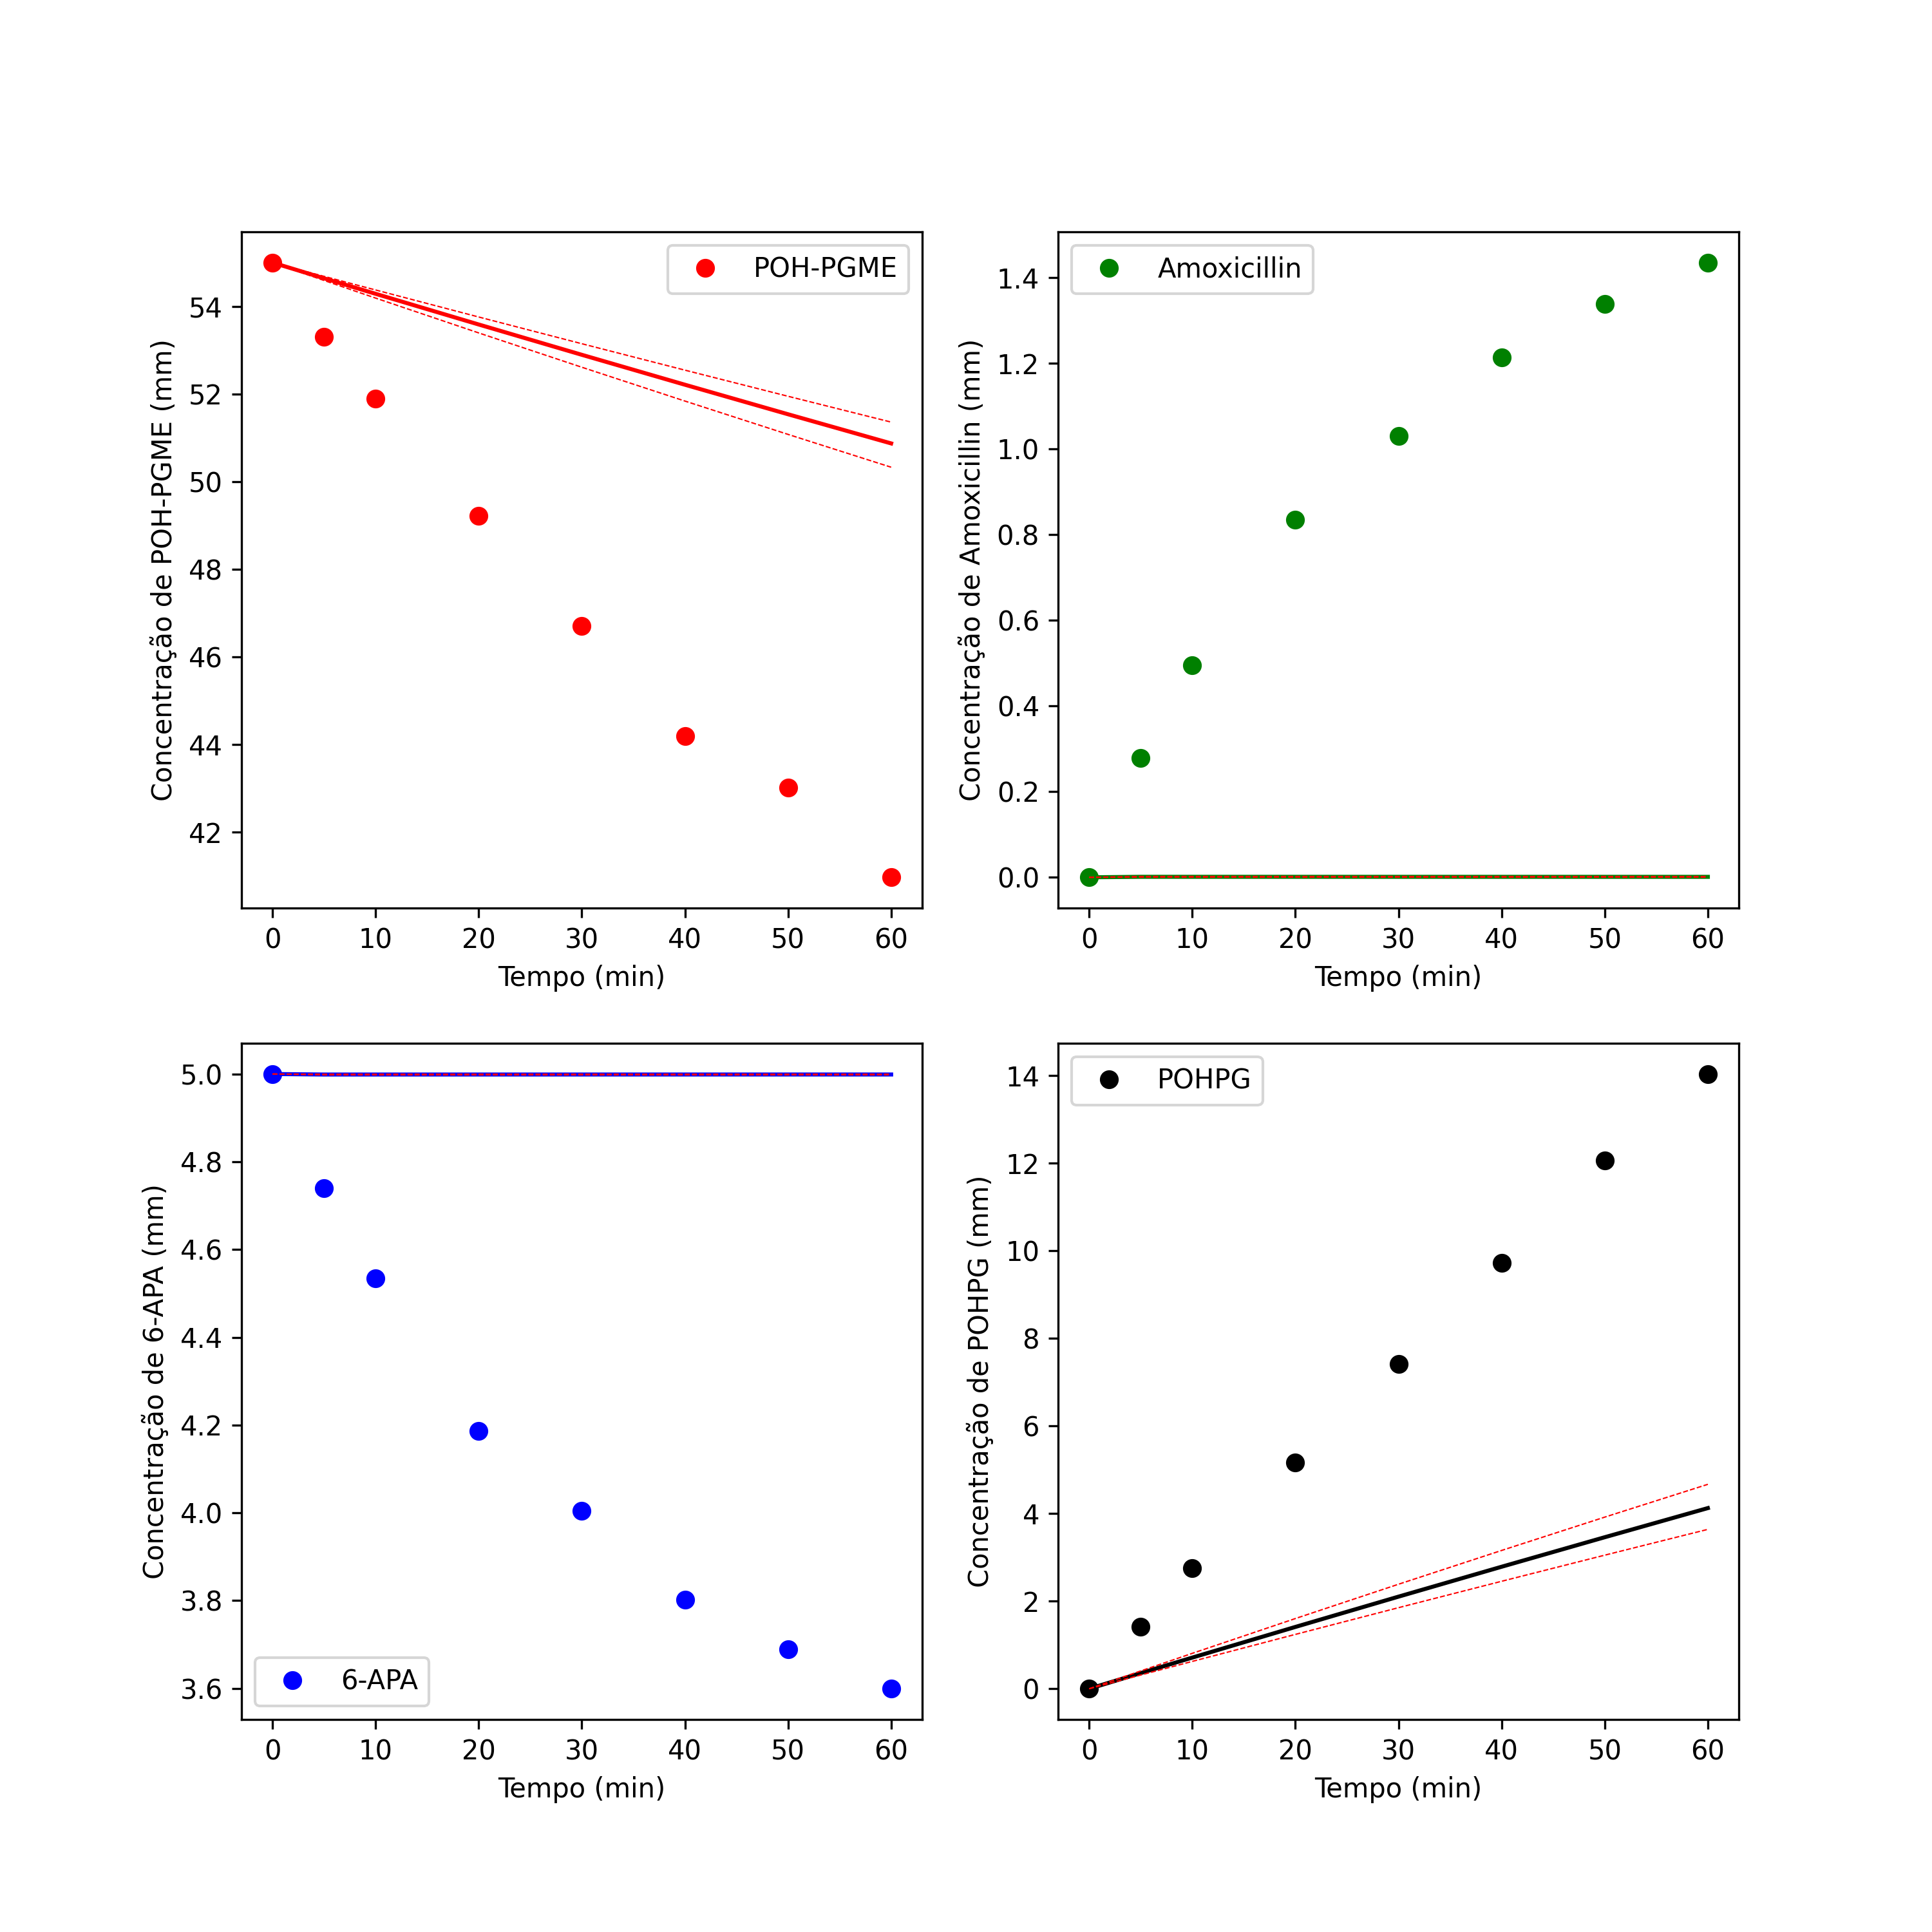 POH-PGME
Concentração de POH-PGME (mm)
54
52
50
48
46
44
42
0 10 20 30 40 50 60
Tempo (min)
Amoxicillin
Concentração de Amoxicillin (mm)
1.4
1.2
1.0
0.8
0.6
0.4
0.2
0.0
0 10 20 30 40 50 60
Tempo (min)
6-APA
Concentração de 6-APA (mm)
5.0
4.8
4.6
4.4
4.2
4.0
3.8
3.6
0 10 20 30 40 50 60
Tempo (min)
POHPG
Concentração de POHPG (mm)
14
12
10
8
6
4
2
0
0 10 20 30 40 50 60
Tempo (min)